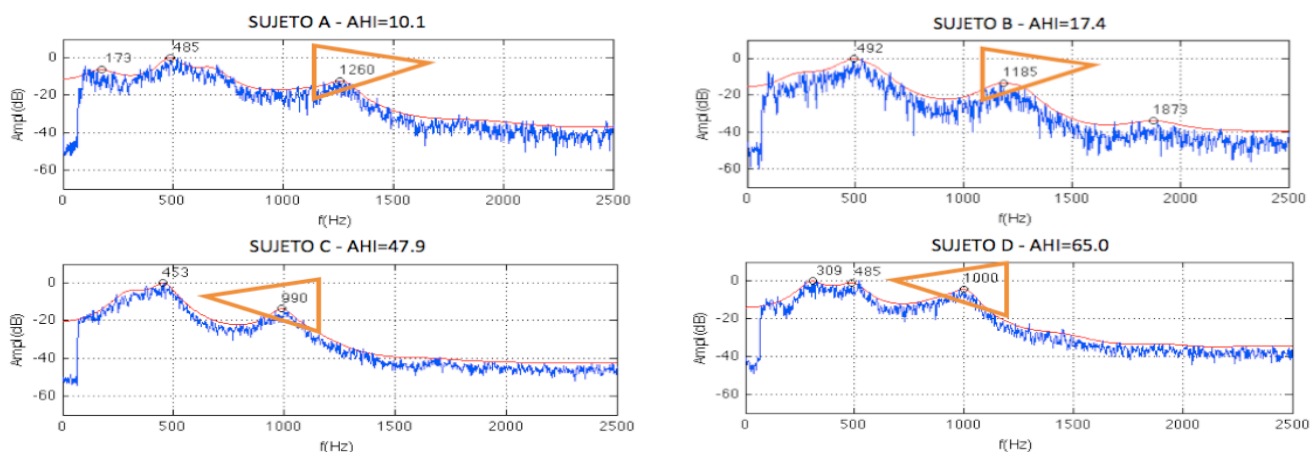 SUJETO A - AHI=10.1
173
485
1260
0
-20
-40
-60
Ampl(dB)
0 500 1000 1500 2000 2500
f(Hz)
SUJETO B - AHI=17.4
492
1185
1873
0
-20
-40
-60
Ampl(dB)
0 500 1000 1500 2000 2500
f(Hz)
SUJETO C - AHI=47.9
453
990
0
-20
-40
-60
Ampl(dB)
0 500 1000 1500 2000 2500
f(Hz)
SUJETO D - AHI=65.0
309
485
1000
0
-20
-40
-60
Ampl(dB)
0 500 1000 1500 2000 2500
f(Hz)